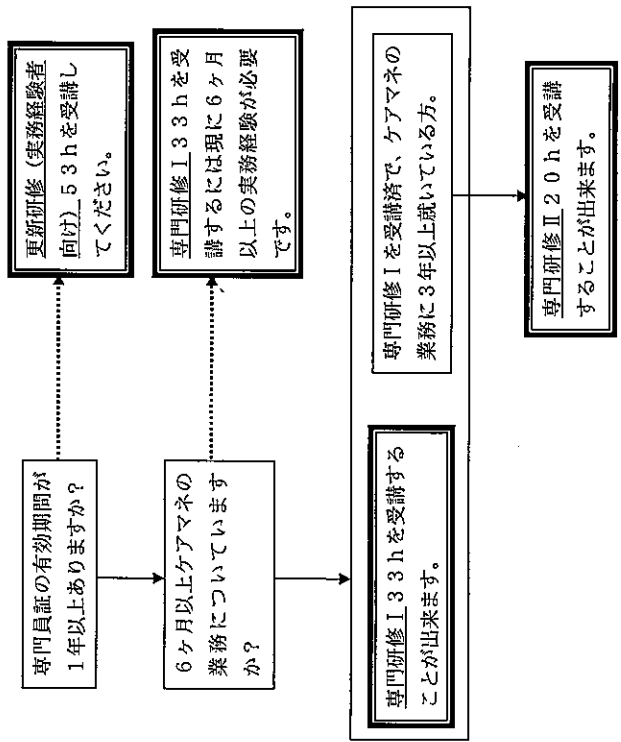 専門員証の有効期間が
1年以上ありますか?
更新研修(実務経験者
向け)53hを受講し
てください。
6ヶ月以上ケアマネの
業務についています
か?
専門研修Ⅰ33hを受
講するには現に6ヶ月
以上の実務経験が必要
です。
専門研修Ⅰ33hを受講する
ことが出来ます。
専門研修Ⅰを受講済で、ケアマネの
業務に3年以上就いている方。
専門研修Ⅱ20hを受講
することが出来ます。